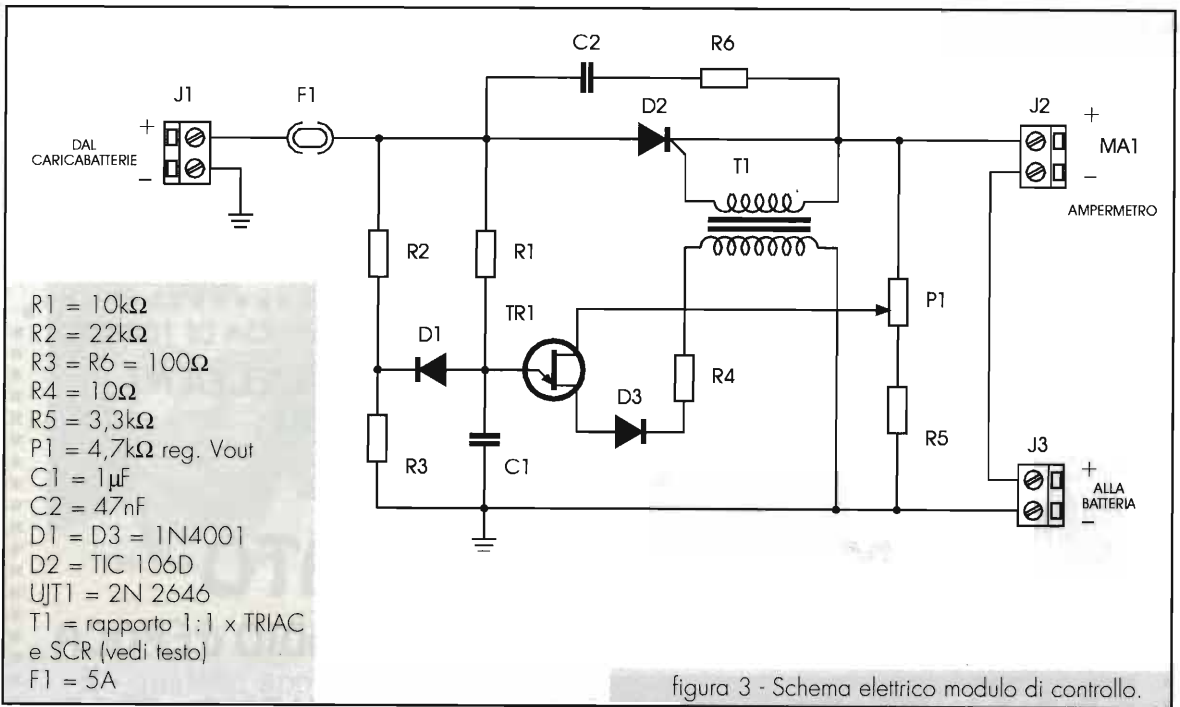 C2
R6
J1
F1
D2
J2
+
+
DAL
CARICABATTERIE
MA1
T1
–
–
AMPERMETRO
R2
R1
P1
TR1
D1
R4
D3
R5
R3
C1
J3
+
ALLA
BATTERIA
–
R1 = 10kΩ
R2 = 22kΩ
R3 = R6 = 100Ω
R4 = 10Ω
R5 = 3,3kΩ
P1 = 4,7kΩ reg. Vout
C1 = 1µF
C2 = 47nF
D1 = D3 = 1N4001
D2 = TIC 106D
UJT1 = 2N 2646
T1 = rapporto 1:1 x TRIAC
e SCR (vedi testo)
F1 = 5A
figura 3 - Schema elettrico modulo di controllo.